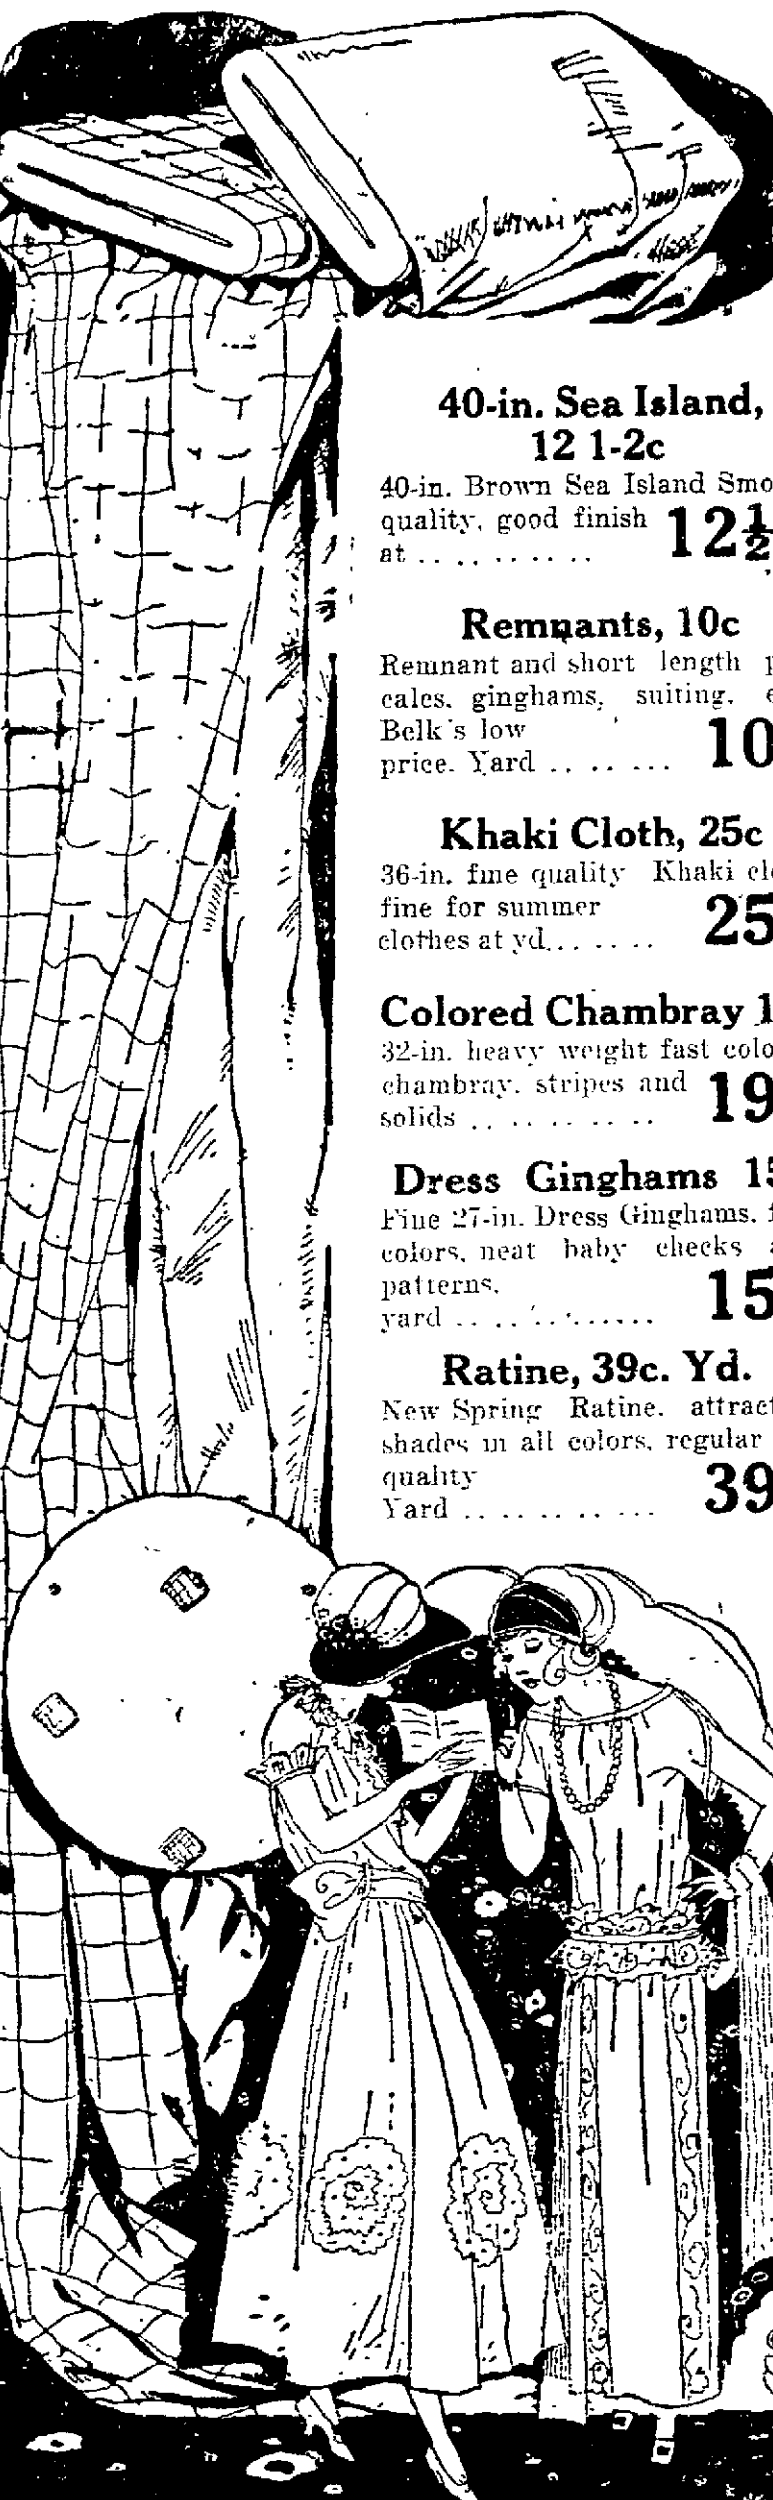 40-in. Sea Island,
12 1-2c
40-in. Brown Sea Island Smo
quality, good finish 12½
at
Remnants, 10c
Remnant and short length p
cales, ginghams, suiting, e
Belk's low
price. Yard 10
Khaki Cloth, 25c
36-in. fine quality Khaki clo
fine for summer
clothes at yd. 25
Colored Chambray 1
32-in. heavy weight fast colo
chambray, stripes and 19
solids
Dress Ginghams 15
Fine 27-in. Dress Ginghams, f
colors, neat baby checks a
patterns,
yard 15
Ratine, 39c. Yd.
New Spring Ratine, attract
shades in all colors, regular
quality
Yard 39